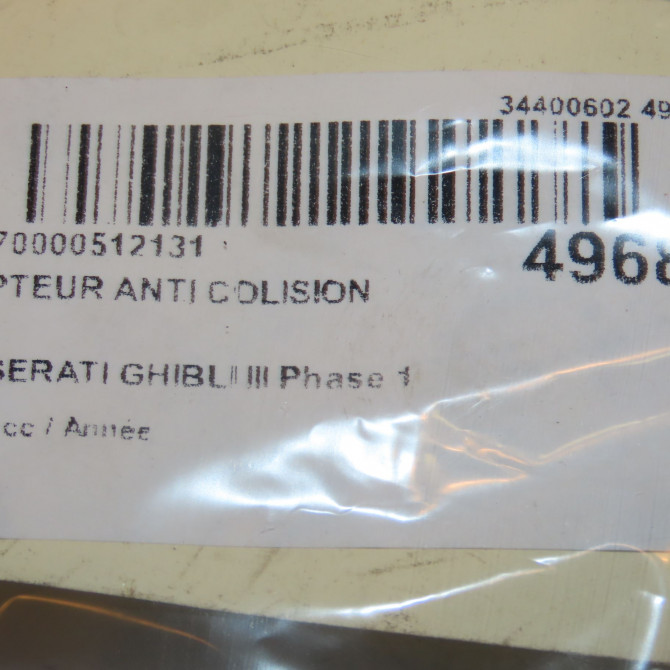 34400602 49
70000512131
4968
PTEUR ANTI COLISION
SERATI GHIBLI III Phase 1
cc / Année